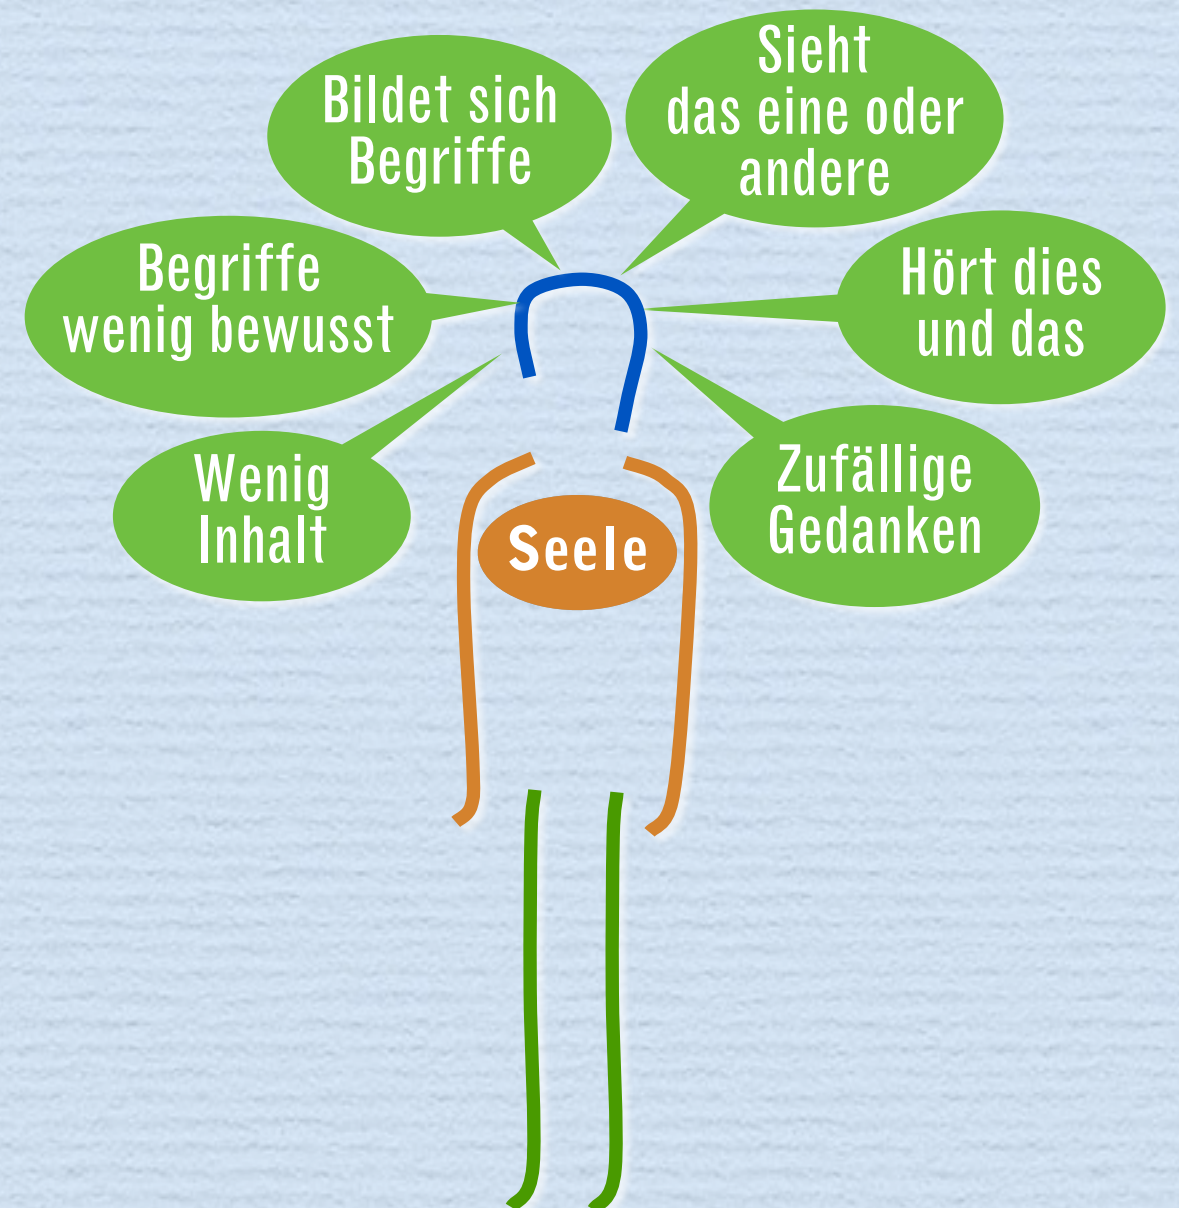 Bildet sich
Begriffe
Sieht
das eine oder
andere
Begriffe
wenig bewusst
Hört dies
und das
Wenig
Inhalt
Seele
Zufällige
Gedanken